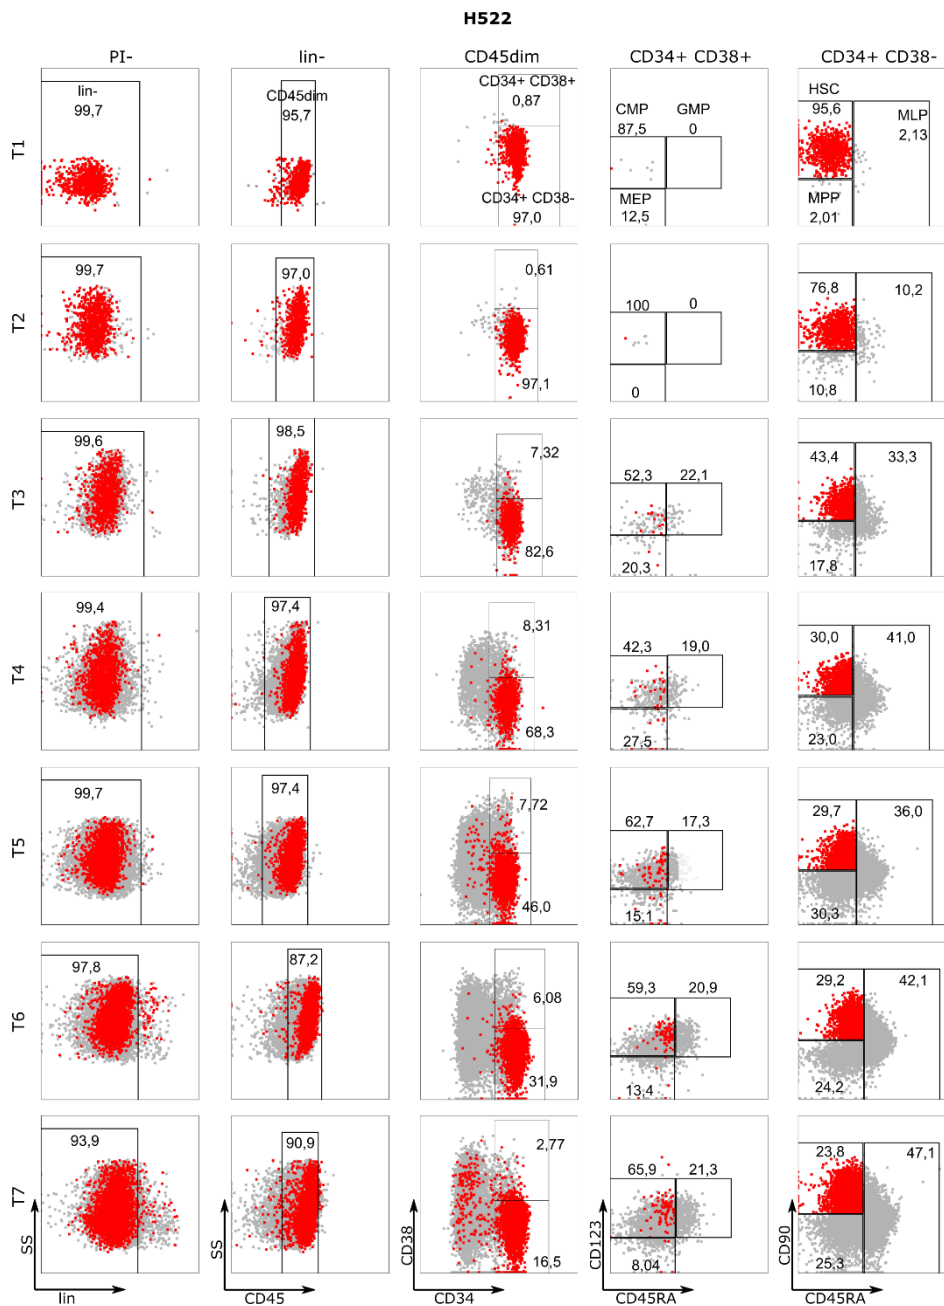 H522
PI-
lin-
CD45dim
CD34+ CD38+
CD34+ CD38-
T1
lin-
99,7
CD45dim
95,7
CD34+ CD38+
0,87
CD34+ CD38-
97,0
CMP
87,5
GMP
0
MEP
12,5
HSC
95,6
MLP
2,13
MPP
2,01
T2
99,7
97,0
0,61
97,1
100
0
0
76,8
10,2
10,8
T3
99,6
98,5
7,32
82,6
52,3
22,1
20,3
43,4
33,3
17,8
T4
99,4
97,4
8,31
68,3
42,3
19,0
27,5
30,0
41,0
23,0
T5
99,7
97,4
7,72
46,0
62,7
17,3
15,1
29,7
36,0
30,3
T6
97,8
87,2
6,08
31,9
59,3
20,9
13,4
29,2
42,1
24,2
T7
93,9
90,9
2,77
16,5
65,9
21,3
8,04
23,8
47,1
25,3
SS
lin
SS
CD45
CD38
CD34
CD123
CD45RA
CD90
CD45RA